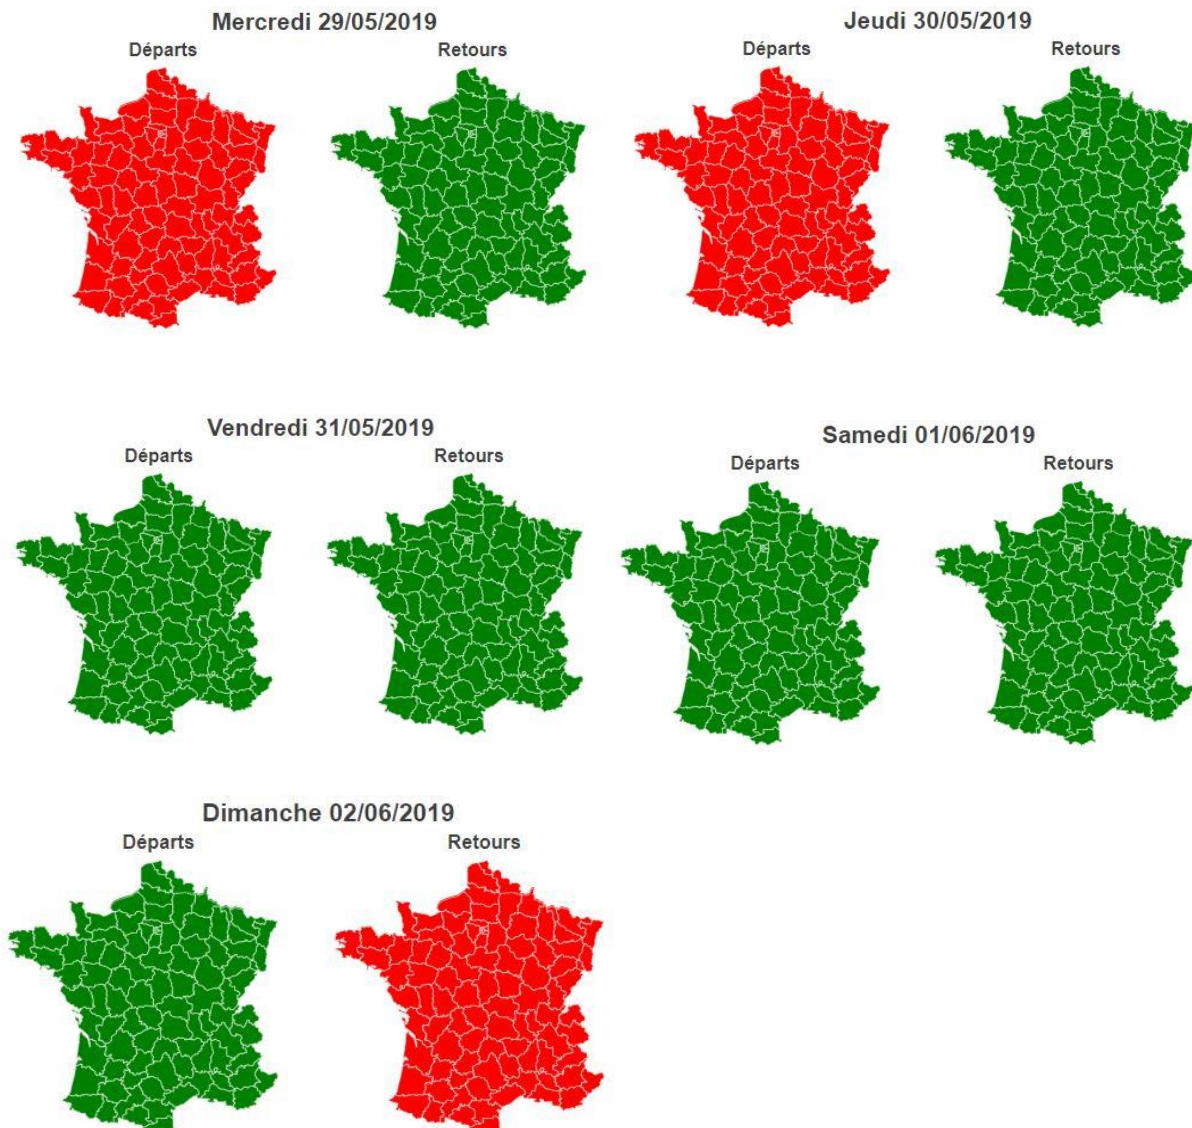 Mercredi 29/05/2019
Départs Retours
Jeudi 30/05/2019
Départs Retours
Vendredi 31/05/2019
Départs Retours
Samedi 01/06/2019
Départs Retours
Dimanche 02/06/2019
Départs Retours